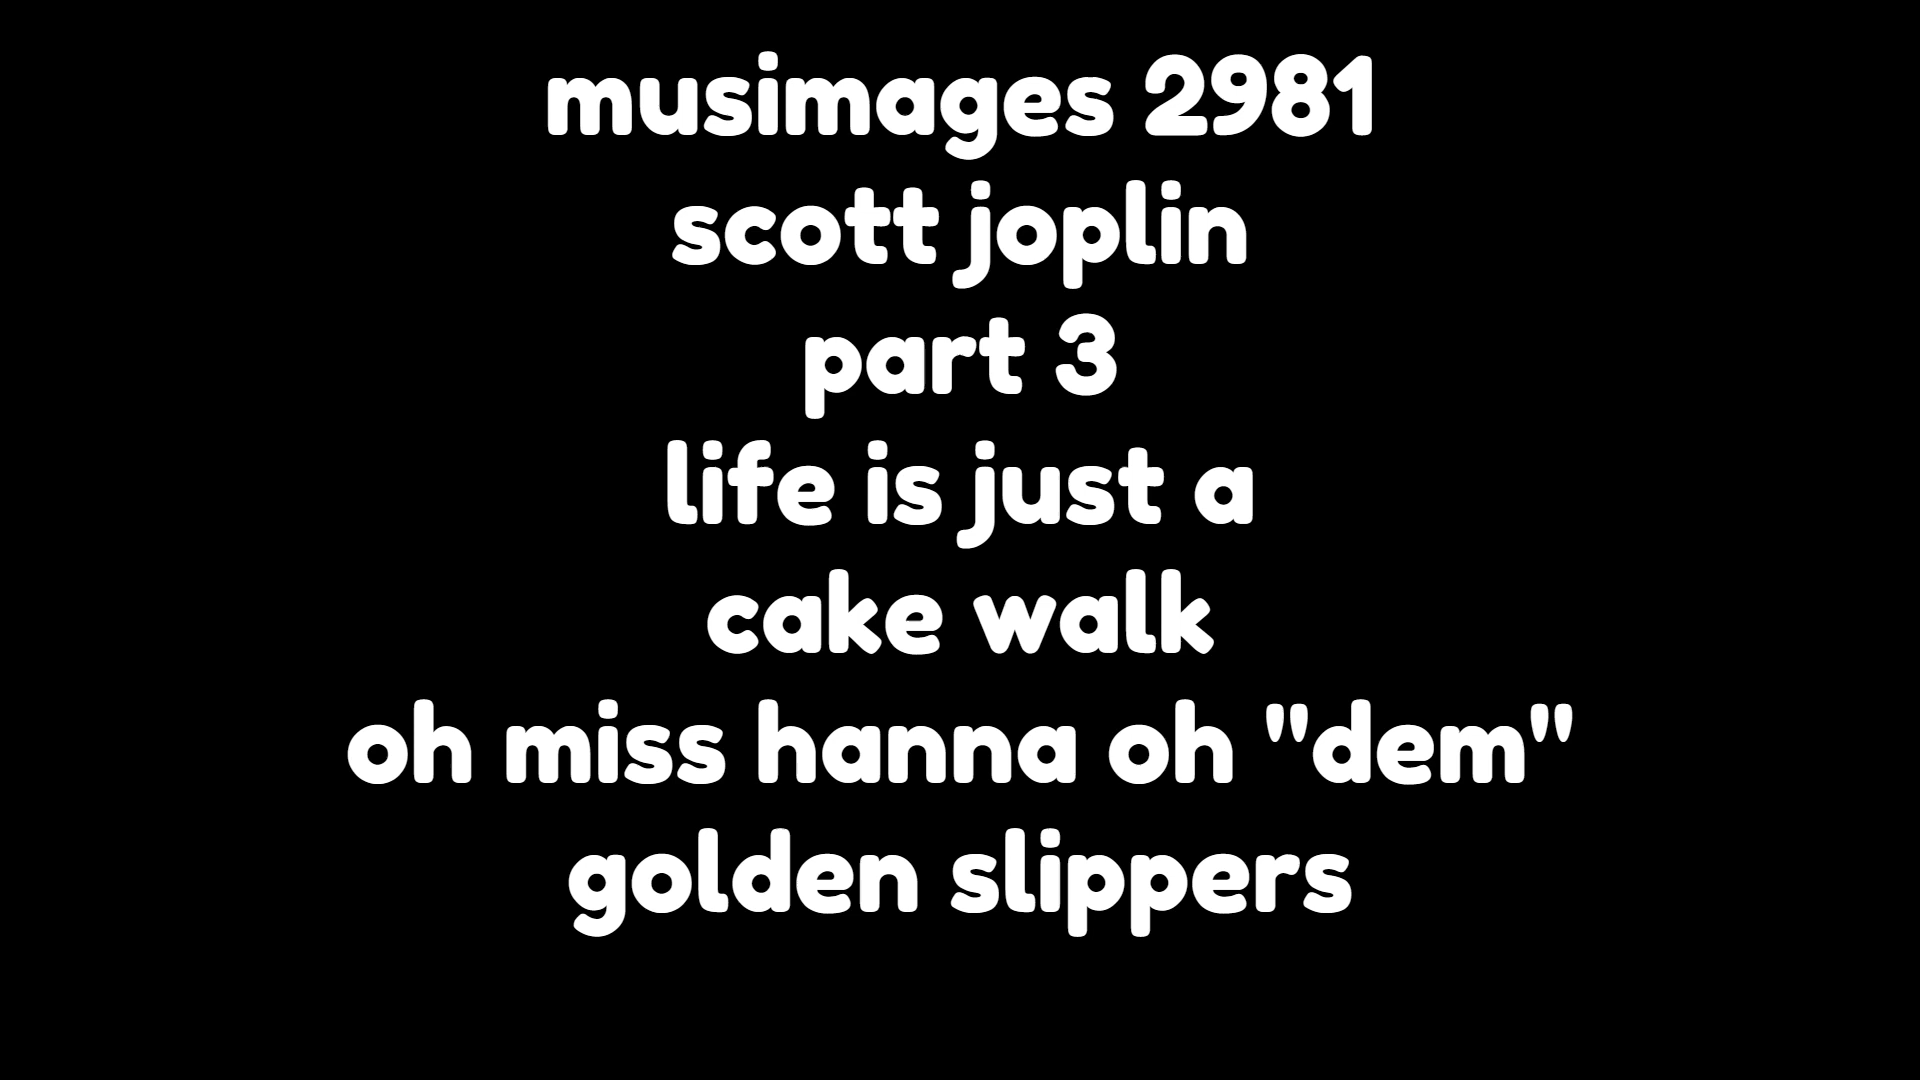 musimages 2981
scott joplin
part 3
life is just a
cake walk
oh miss hanna oh "dem"
golden slippers